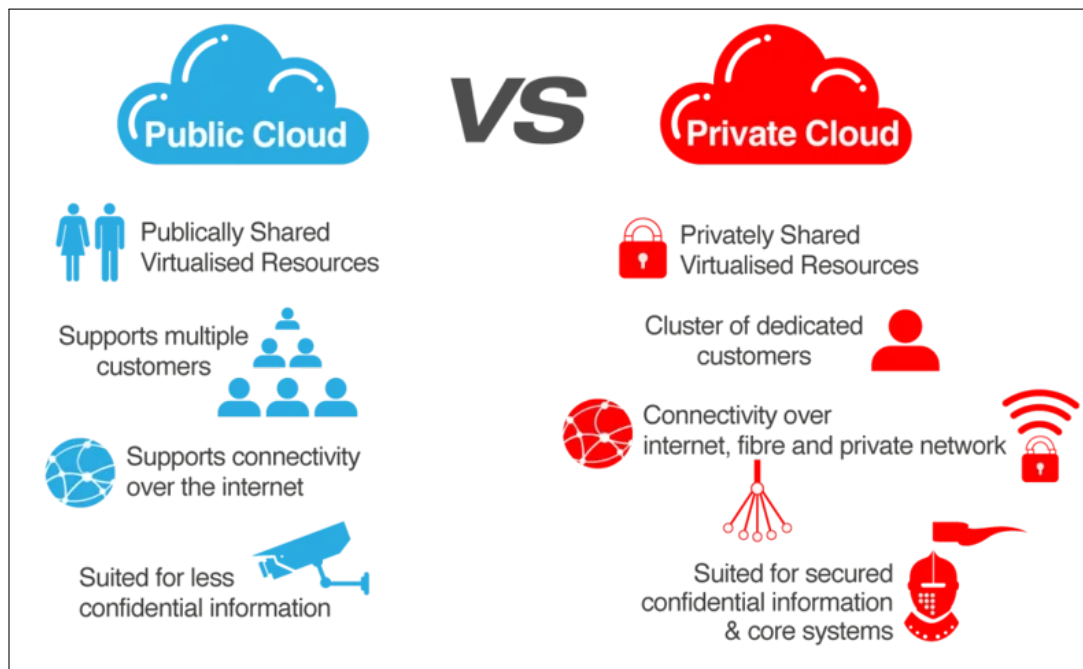 Public Cloud
VS
Private Cloud
Publically Shared
Virtualised Resources
Supports multiple
customers
Supports connectivity
over the internet
Suited for less
confidential information
Privately Shared
Virtualised Resources
Cluster of dedicated
customers
Connectivity over
internet, fibre and private network
Suited for secured
confidential information
& core systems